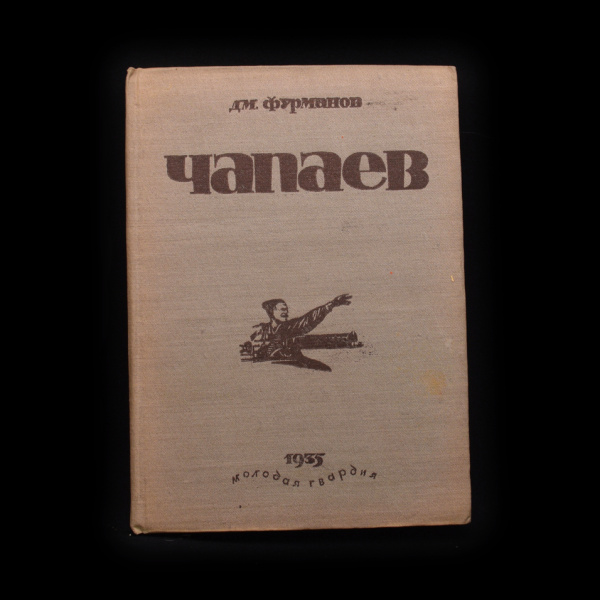 Дм. Фурманов
Чапаев
1935
молодая гвардия